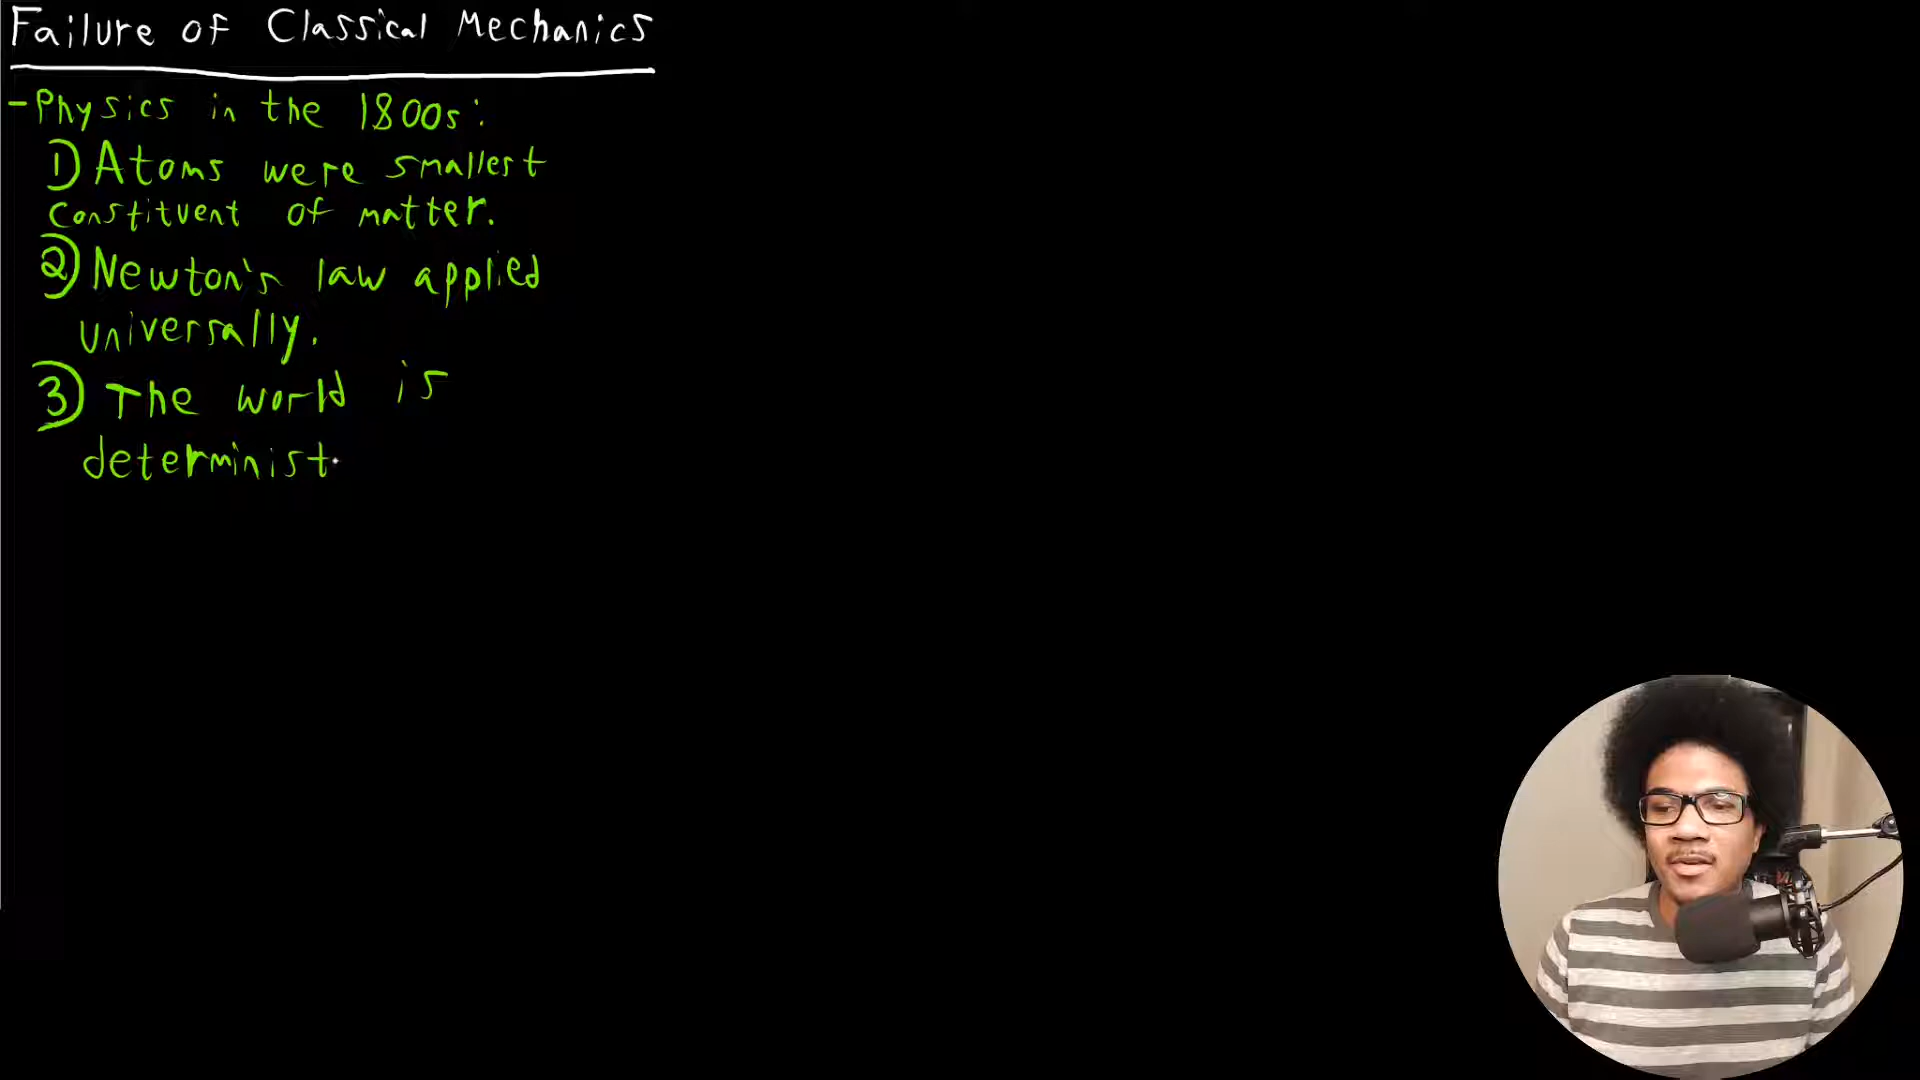 Failure of Classical Mechanics
- Physics in the 1800s:
1) Atoms were smallest
constituent of matter.
2) Newton's law applied
universally.
3) The world is
determinist